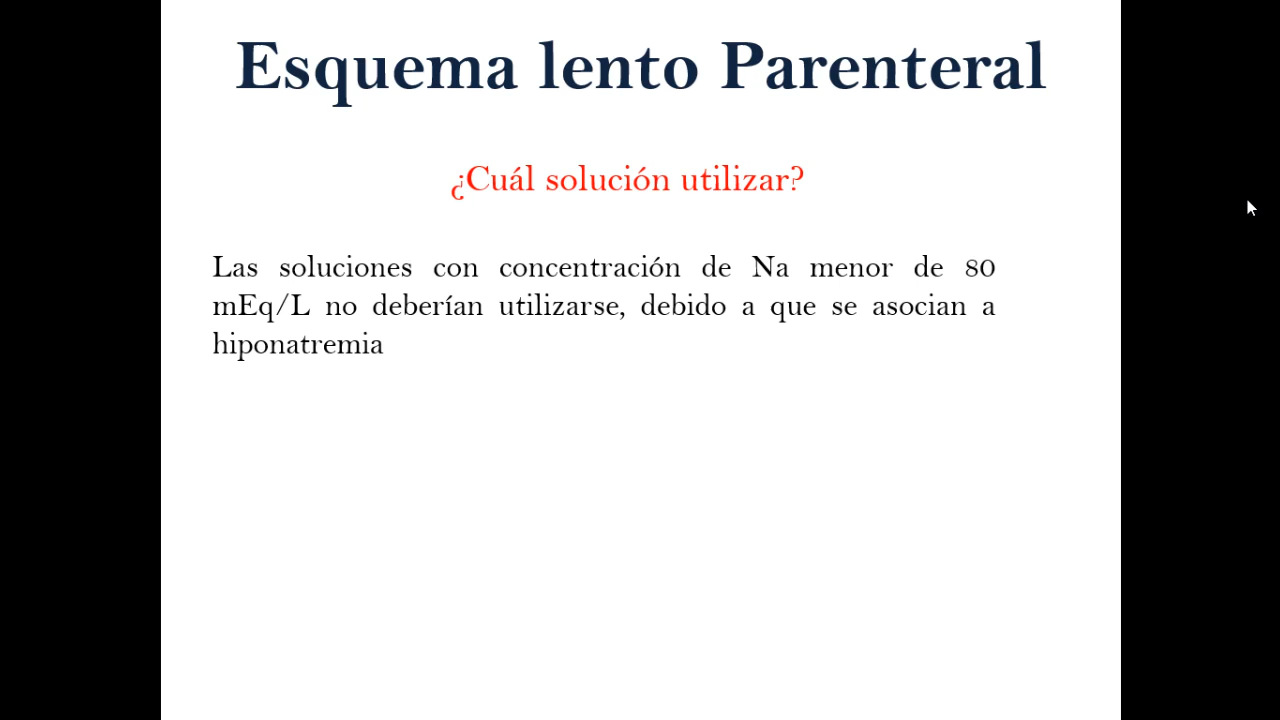 Esquema lento Parenteral
¿Cuál solución utilizar?
Las soluciones con concentración de Na menor de 80
mEq/L no deberían utilizarse, debido a que se asocian a
hiponatremia